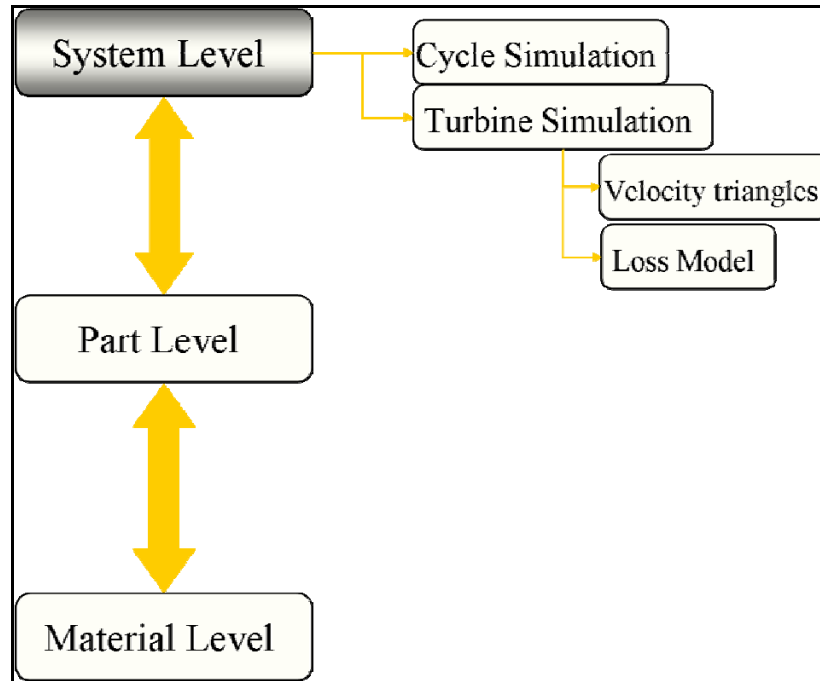 System Level
Cycle Simulation
Turbine Simulation
Velocity triangles
Loss Model
Part Level
Material Level